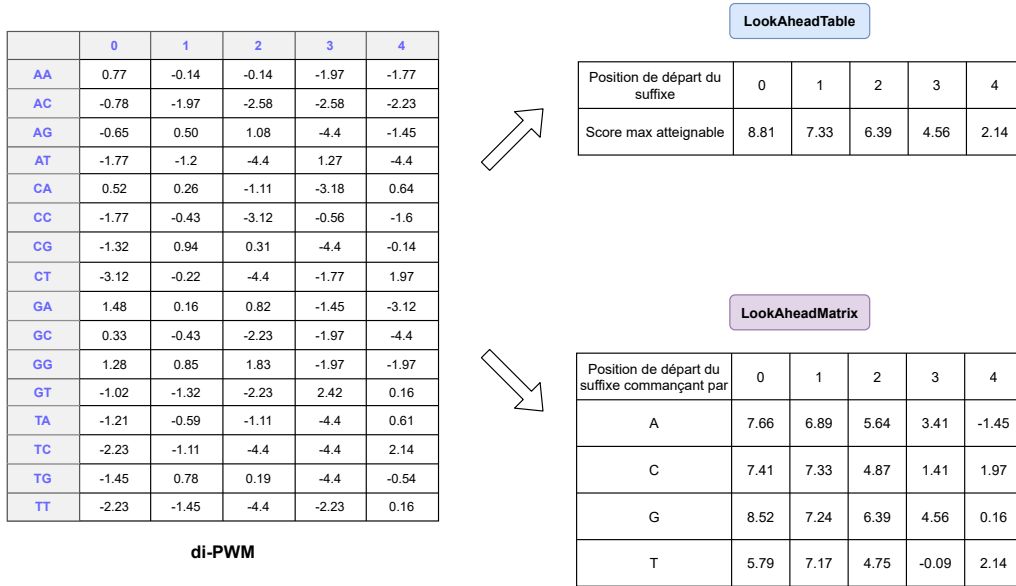 0 1 2 3 4
AA 0.77 -0.14 -0.14 -1.97 -1.77
AC -0.78 -1.97 -2.58 -2.58 -2.23
AG -0.65 0.50 1.08 -4.4 -1.45
AT -1.77 -1.2 -4.4 1.27 -4.4
CA 0.52 0.26 -1.11 -3.18 0.64
CC -1.77 -0.43 -3.12 -0.56 -1.6
CG -1.32 0.94 0.31 -4.4 -0.14
CT -3.12 -0.22 -4.4 -1.77 1.97
GA 1.48 0.16 0.82 -1.45 -3.12
GC 0.33 -0.43 -2.23 -1.97 -4.4
GG 1.28 0.85 1.83 -1.97 -1.97
GT -1.02 -1.32 -2.23 2.42 0.16
TA -1.21 -0.59 -1.11 -4.4 0.61
TC -2.23 -1.11 -4.4 -4.4 2.14
TG -1.45 0.78 0.19 -4.4 -0.54
TT -2.23 -1.45 -4.4 -2.23 0.16
di-PWM
LookAheadTable
Position de départ du
suffixe 0 1 2 3 4
Score max atteignable 8.81 7.33 6.39 4.56 2.14
LookAheadMatrix
Position de départ du
suffixe commançant par 0 1 2 3 4
A 7.66 6.89 5.64 3.41 -1.45
C 7.41 7.33 4.87 1.41 1.97
G 8.52 7.24 6.39 4.56 0.16
T 5.79 7.17 4.75 -0.09 2.14